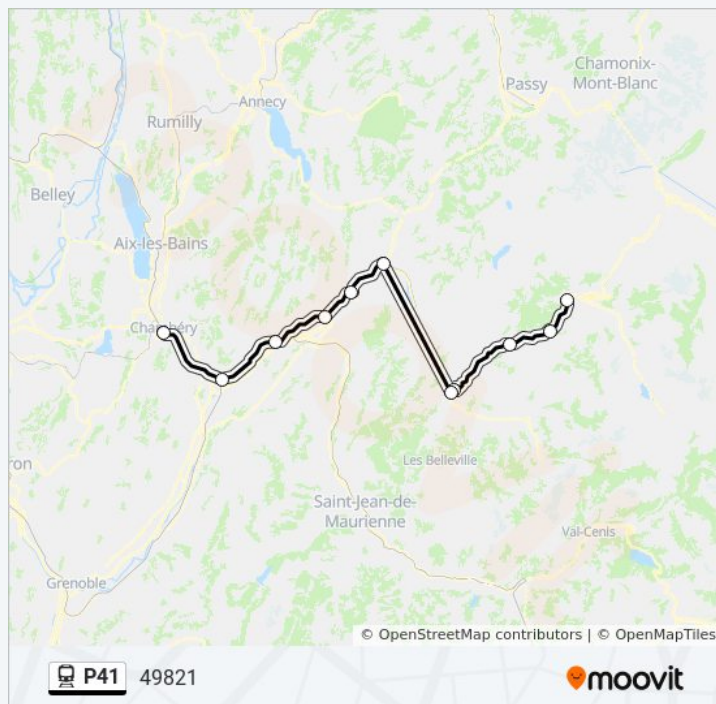 Chamonix-
Mont-Blanc
Passy
Annecy
Rumilly
Belley
Aix-les-Bains
Chambéry
Les Belleville
Saint-Jean-de-
Maurienne
Val-Cenis
Grenoble
© OpenStreetMap contributors | © OpenMapTiles
P41 49821 moovit